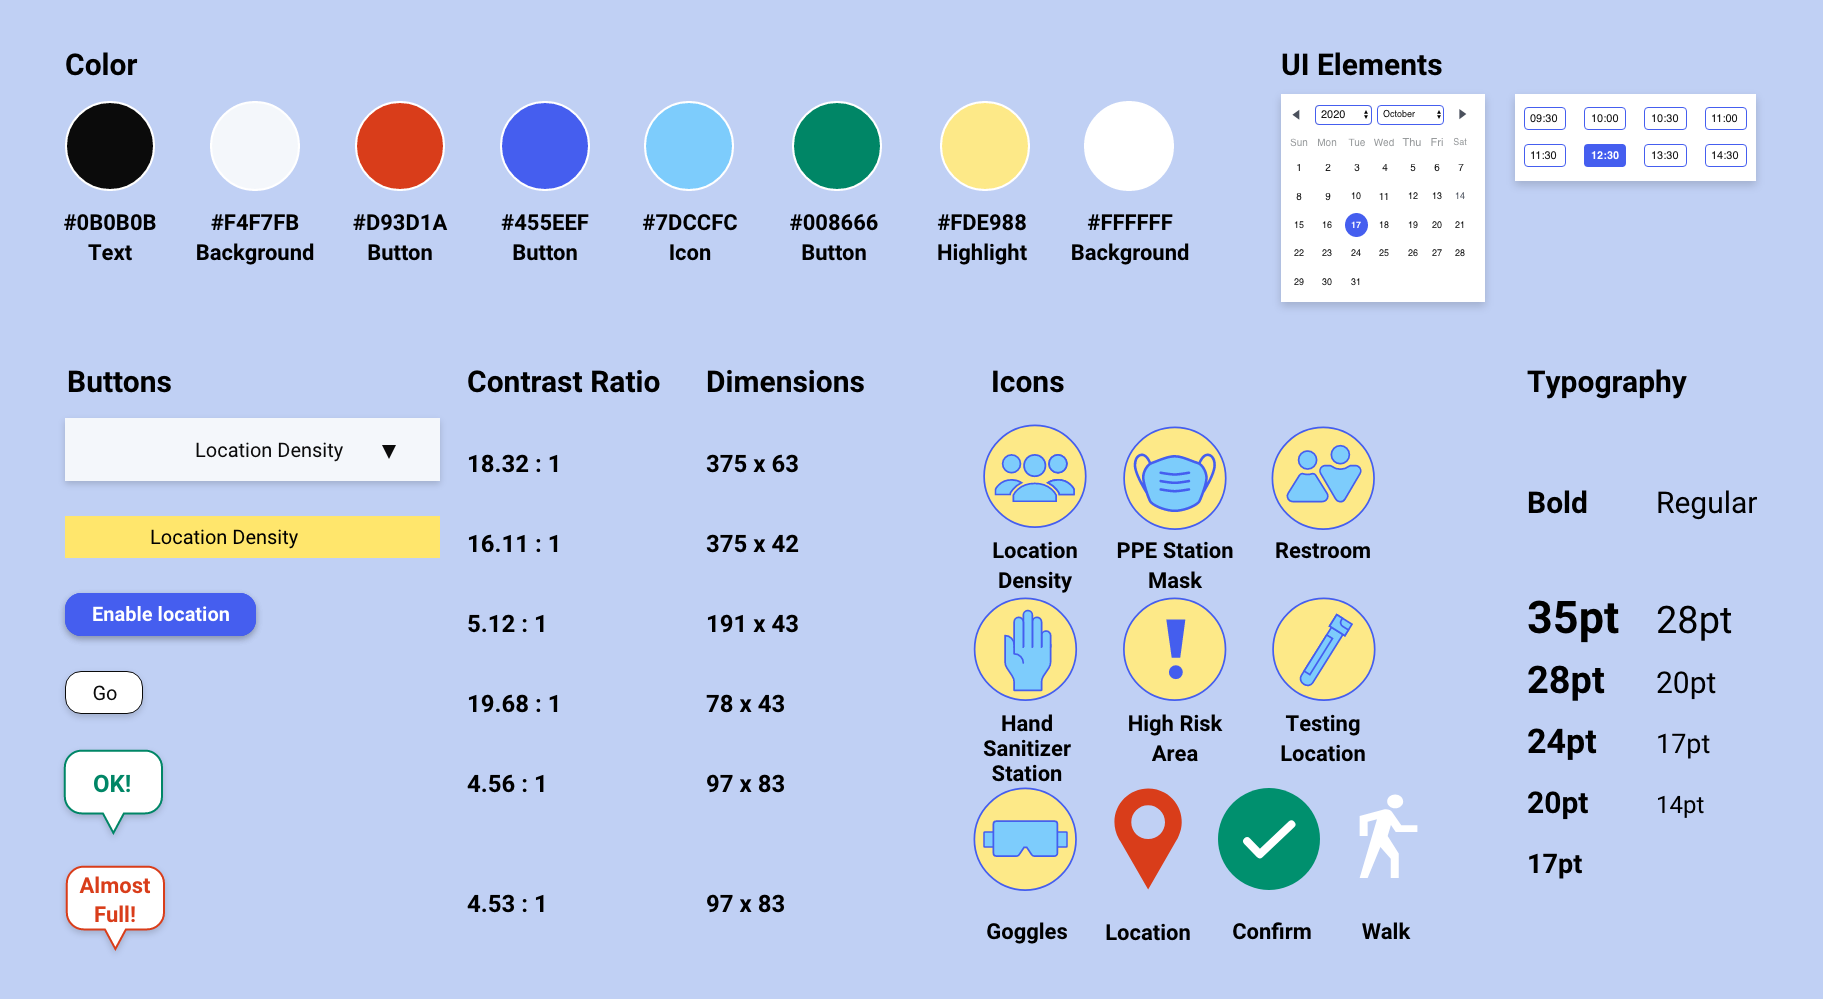 Color
#0B0B0B
Text
#F4F7FB
Background
#D93D1A
Button
#455EEF
Button
#7DCCFC
Icon
#008666
Button
#FDE988
Highlight
#FFFFFF
Background
UI Elements
2020 October
Sun Mon Tue Wed Thu Fri Sat
1 2 3 4 5 6 7
8 9 10 11 12 13 14
15 16 17 18 19 20 21
22 23 24 25 26 27 28
29 30 31
09:30 10:00 10:30 11:00
11:30 12:30 13:30 14:30
Buttons Contrast Ratio Dimensions
Location Density 18.32 : 1 375 x 63
Location Density 16.11 : 1 375 x 42
Enable location 5.12 : 1 191 x 43
Go 19.68 : 1 78 x 43
OK! 4.56 : 1 97 x 83
Almost
Full!
4.53 : 1 97 x 83
Icons
Location
Density
PPE Station
Mask
Restroom
Hand
Sanitizer
Station
High Risk
Area
Testing
Location
Goggles
Location
Confirm
Walk
Typography
Bold Regular
35pt 28pt
28pt 20pt
24pt 17pt
20pt 14pt
17pt